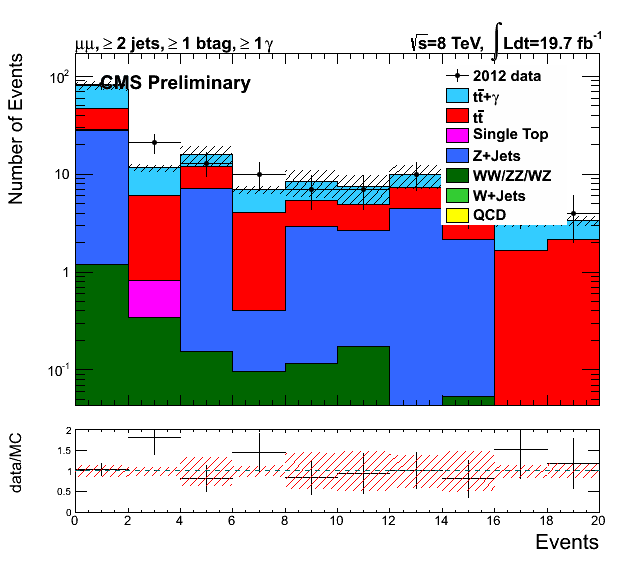 μμ, ≥ 2 jets, ≥ 1 btag, ≥ 1 γ
√s=8 TeV, ∫ Ldt=19.7 fb⁻¹
CMS Preliminary
Number of Events
10²
10
1
10⁻¹
2012 data
tt̄+γ
tt̄
Single Top
Z+Jets
WW/ZZ/WZ
W+Jets
QCD
data/MC
2
1.5
1
0.5
0
0 2 4 6 8 10 12 14 16 18 20
Events